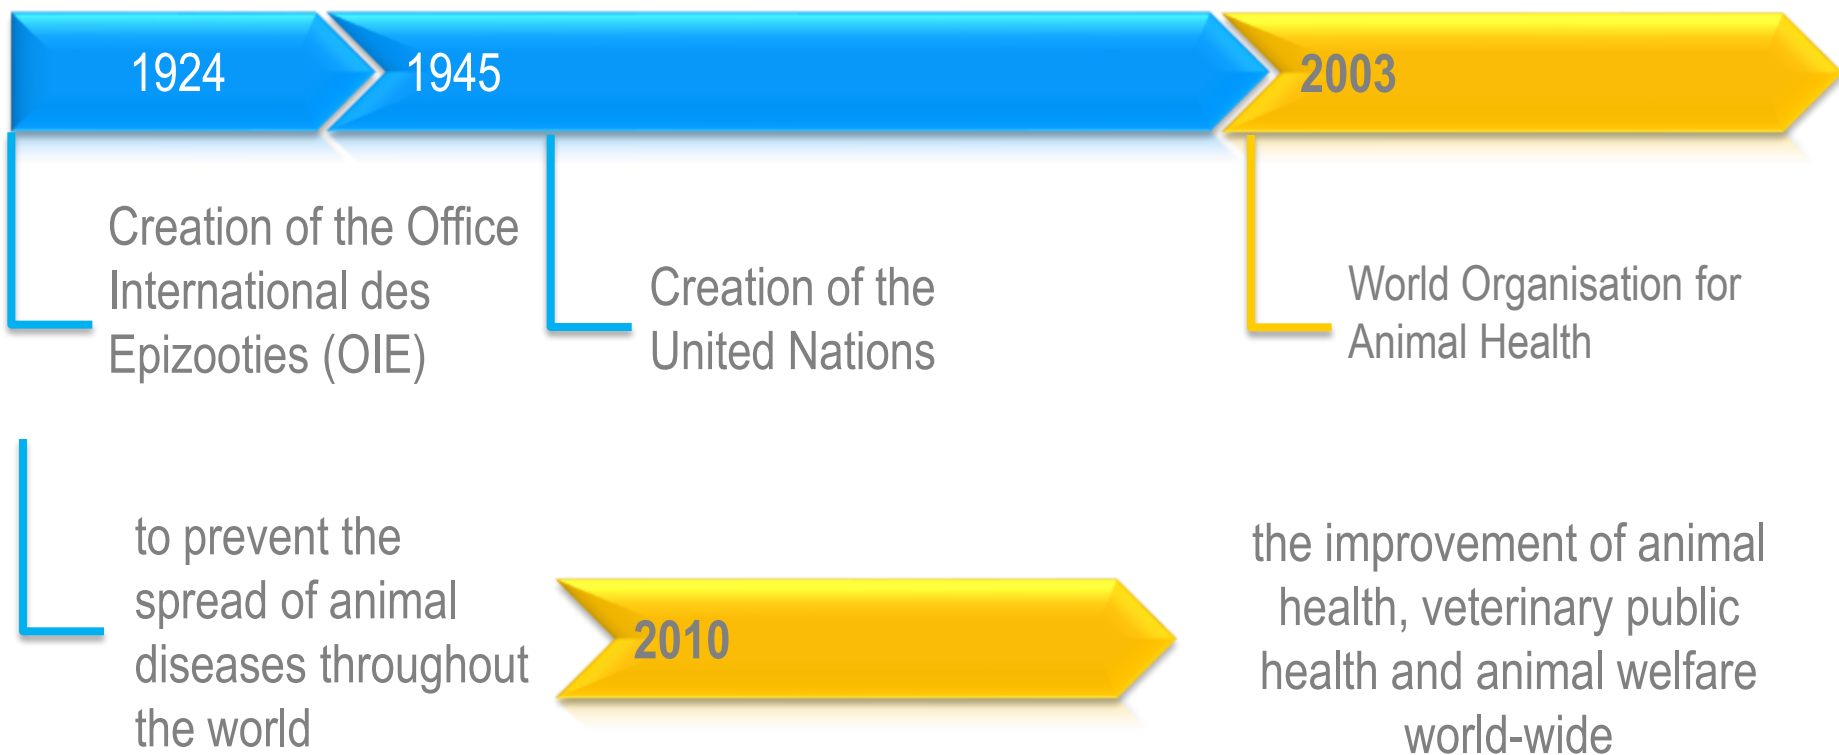 1924
1945
2003
Creation of the Office
International des
Epizooties (OIE)
Creation of the
United Nations
World Organisation for
Animal Health
to prevent the
spread of animal
diseases throughout
the world
2010
the improvement of animal
health, veterinary public
health and animal welfare
world-wide